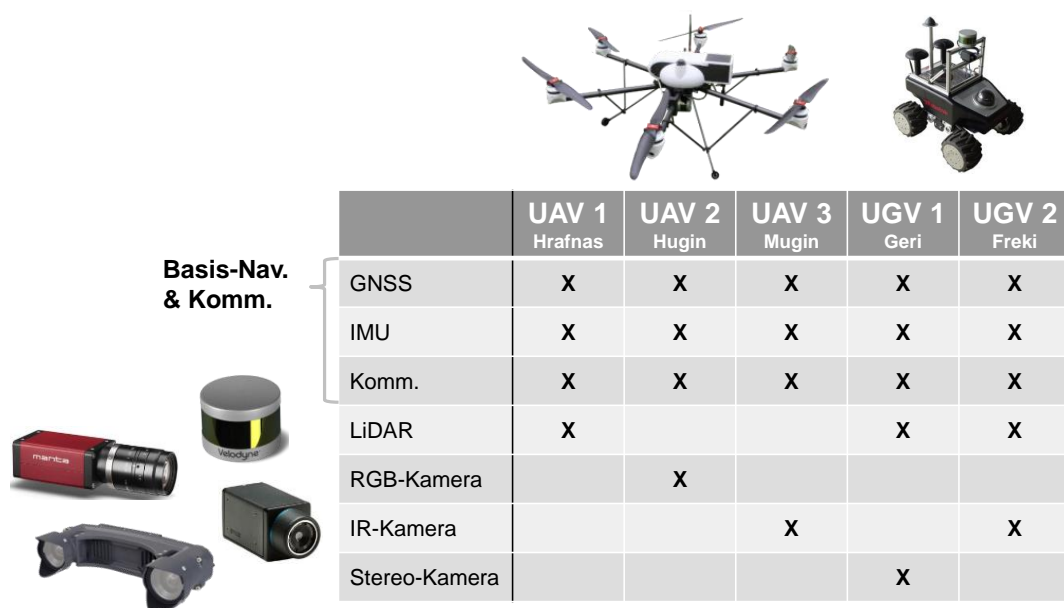 UAV 1 UAV 2 UAV 3 UGV 1 UGV 2
Hrafnas Hugin Mugin Geri Freki
Basis-Nav.
& Komm.
GNSS X X X X X
IMU X X X X X
Komm. X X X X X
LiDAR X X X
RGB-Kamera X
IR-Kamera X X
Stereo-Kamera X
Velodyne
manta